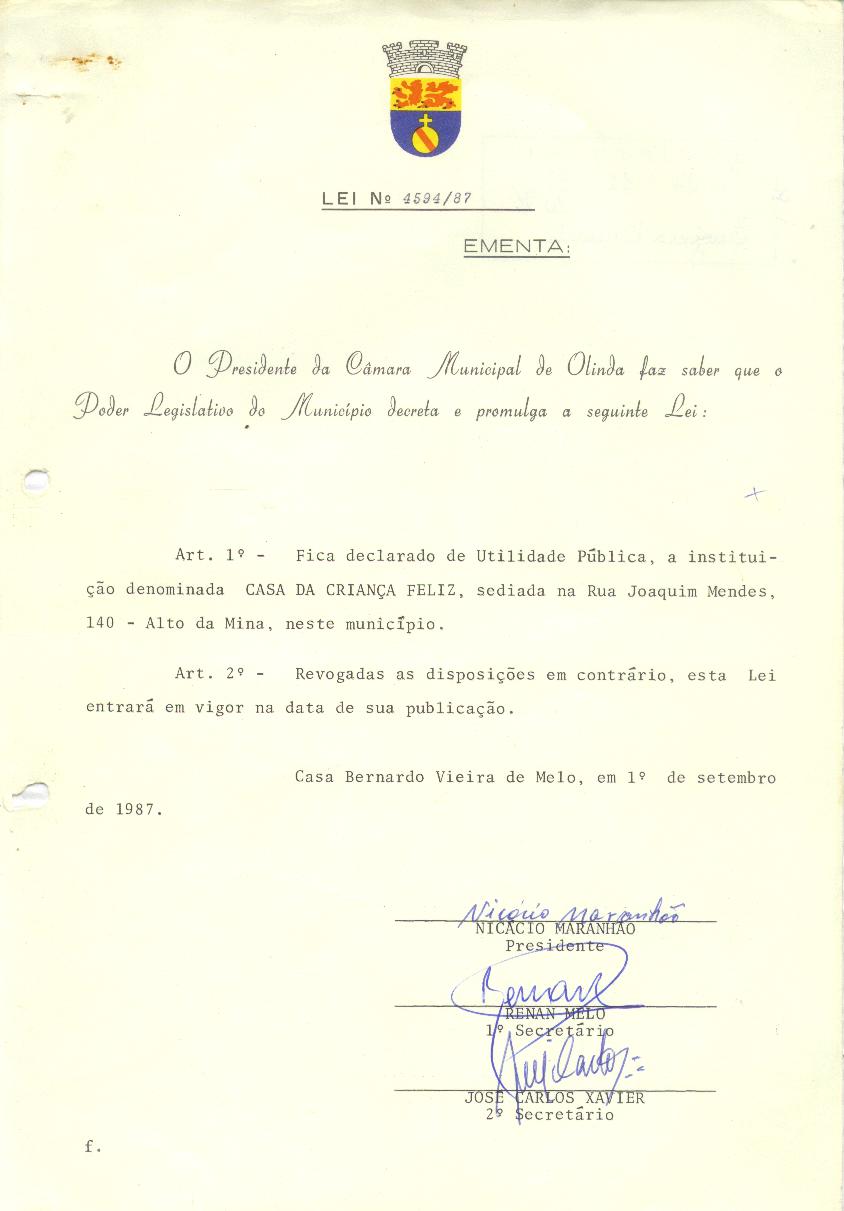 LEI Nº 4594/87
EMENTA:
O Presidente da Câmara Municipal de Olinda faz saber que o
Poder Legislativo do Município decreta e promulga a seguinte Lei:
Art. 1º - Fica declarado de Utilidade Pública, a institui-
ção denominada CASA DA CRIANÇA FELIZ, sediada na Rua Joaquim Mendes,
140 - Alto da Mina, neste município.
Art. 2º - Revogadas as disposições em contrário, esta Lei
entrará em vigor na data de sua publicação.
Casa Bernardo Vieira de Melo, em 1º de setembro
de 1987.
Nicácio Maranhão
NICÁCIO MARANHÃO
Presidente
RENAN MELO
1º Secretário
JOSÉ CARLOS XAVIER
2º Secretário
f.